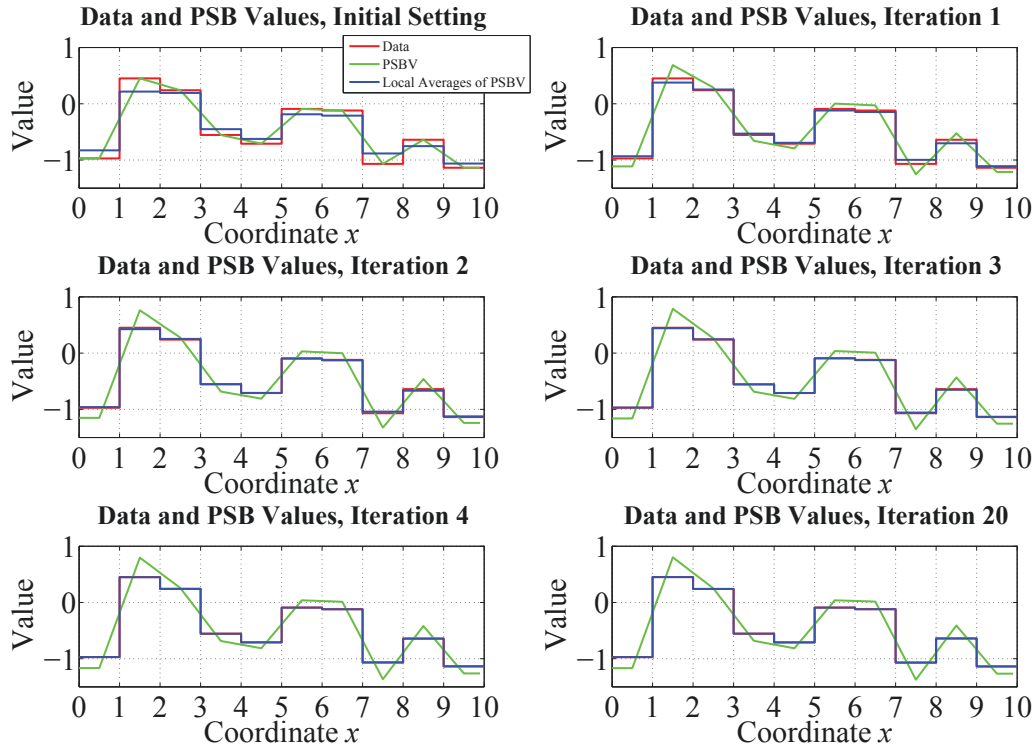 Data and PSB Values, Initial Setting
Value
1
0
−1
Data
PSBV
Local Averages of PSBV
0 1 2 3 4 5 6 7 8 9 10
Coordinate x
Data and PSB Values, Iteration 1
Value
1
0
−1
0 1 2 3 4 5 6 7 8 9 10
Coordinate x
Data and PSB Values, Iteration 2
Value
1
0
−1
0 1 2 3 4 5 6 7 8 9 10
Coordinate x
Data and PSB Values, Iteration 3
Value
1
0
−1
0 1 2 3 4 5 6 7 8 9 10
Coordinate x
Data and PSB Values, Iteration 4
Value
1
0
−1
0 1 2 3 4 5 6 7 8 9 10
Coordinate x
Data and PSB Values, Iteration 20
Value
1
0
−1
0 1 2 3 4 5 6 7 8 9 10
Coordinate x